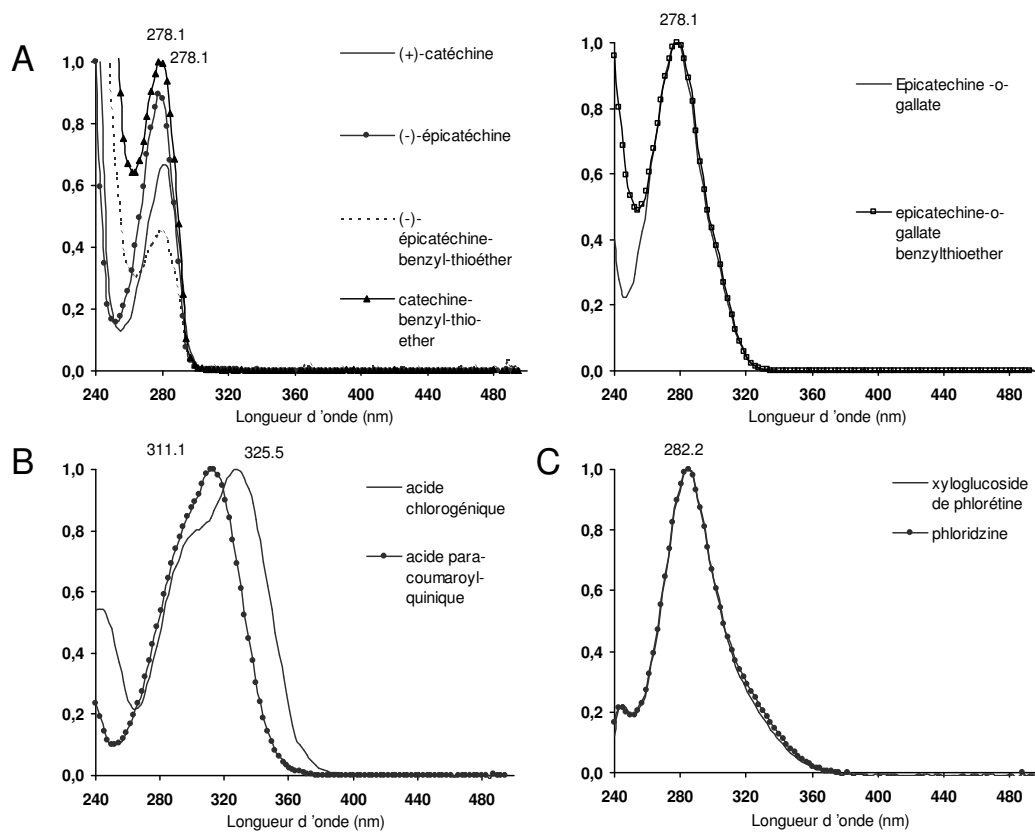 A
278.1
278.1
1,0
0,8
0,6
0,4
0,2
0,0
240 280 320 360 400 440 480
Longueur d 'onde (nm)
(+)-catéchine
(-)-épicatéchine
(-)-
épicatéchine-
benzyl-thioéther
catechine-
benzyl-thio-
ether
278.1
1,0
0,8
0,6
0,4
0,2
0,0
240 280 320 360 400 440 480
Longueur d 'onde (nm)
Epicatechine -o-
gallate
epicatechine-o-
gallate
benzylthioether
B
311.1
325.5
1,0
0,8
0,6
0,4
0,2
0,0
240 280 320 360 400 440 480
Longueur d 'onde (nm)
acide
chlorogénique
acide para-
coumaroyl-
quinique
C
282.2
1,0
0,8
0,6
0,4
0,2
0,0
240 280 320 360 400 440 480
Longueur d 'onde (nm)
xyloglucoside
de phlorétine
phloridzine